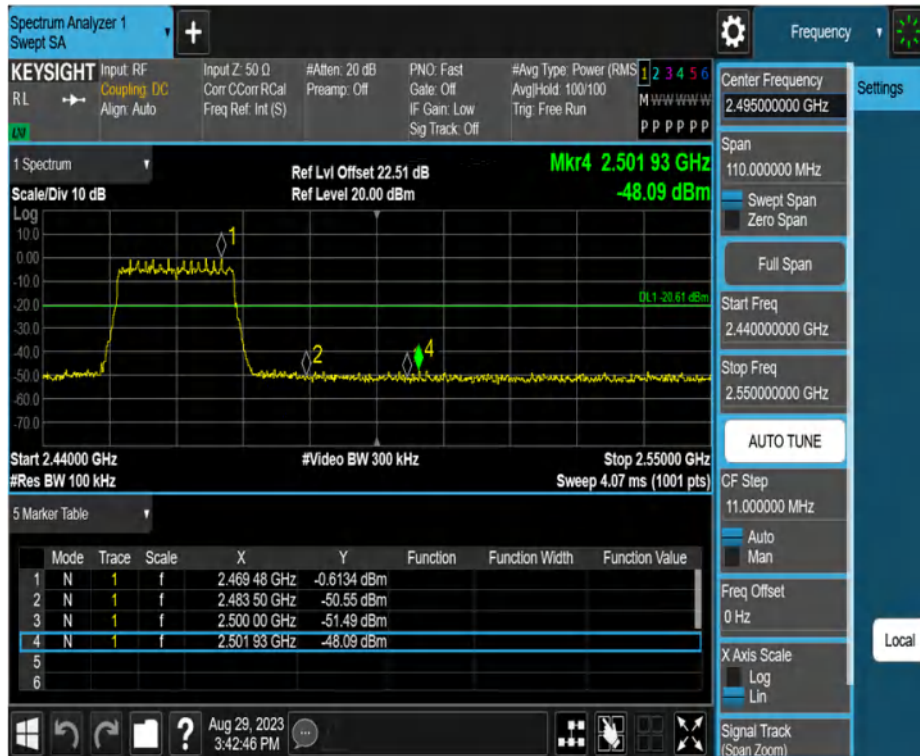 Spectrum Analyzer 1
Swept SA
+
Frequency
KEYSIGHT
RL
LNI
Input: RF
Coupling: DC
Align: Auto
Input Z: 50 Ω
Corr CCorr RCal
Freq Ref: Int (S)
#Atten: 20 dB
Preamp: Off
PNO: Fast
Gate: Off
IF Gain: Low
Sig Track: Off
#Avg Type: Power (RMS
Avg|Hold: 100/100
Trig: Free Run
1 2 3 4 5 6
M W W W W W
P P P P P P
1 Spectrum
Scale/Div 10 dB
Ref Lvl Offset 22.51 dB
Ref Level 20.00 dBm
Mkr4 2.501 93 GHz
-48.09 dBm
Log
10.0
0.00
-10.0
-20.0
-30.0
-40.0
-50.0
-60.0
-70.0
1
DL1 -20.61 dBm
2
4
Start 2.44000 GHz
#Res BW 100 kHz
#Video BW 300 kHz
Stop 2.55000 GHz
Sweep 4.07 ms (1001 pts)
5 Marker Table
Mode Trace Scale X Y Function Function Width Function Value
1 N 1 f 2.469 48 GHz -0.6134 dBm
2 N 1 f 2.483 50 GHz -50.55 dBm
3 N 1 f 2.500 00 GHz -51.49 dBm
4 N 1 f 2.501 93 GHz -48.09 dBm
5
6
?
Aug 29, 2023
3:42:46 PM
Center Frequency
2.495000000 GHz
Span
110.000000 MHz
Swept Span
Zero Span
Full Span
Start Freq
2.440000000 GHz
Stop Freq
2.550000000 GHz
AUTO TUNE
CF Step
11.000000 MHz
Auto
Man
Freq Offset
0 Hz
X Axis Scale
Log
Lin
Signal Track
(Span Zoom)
Settings
Local